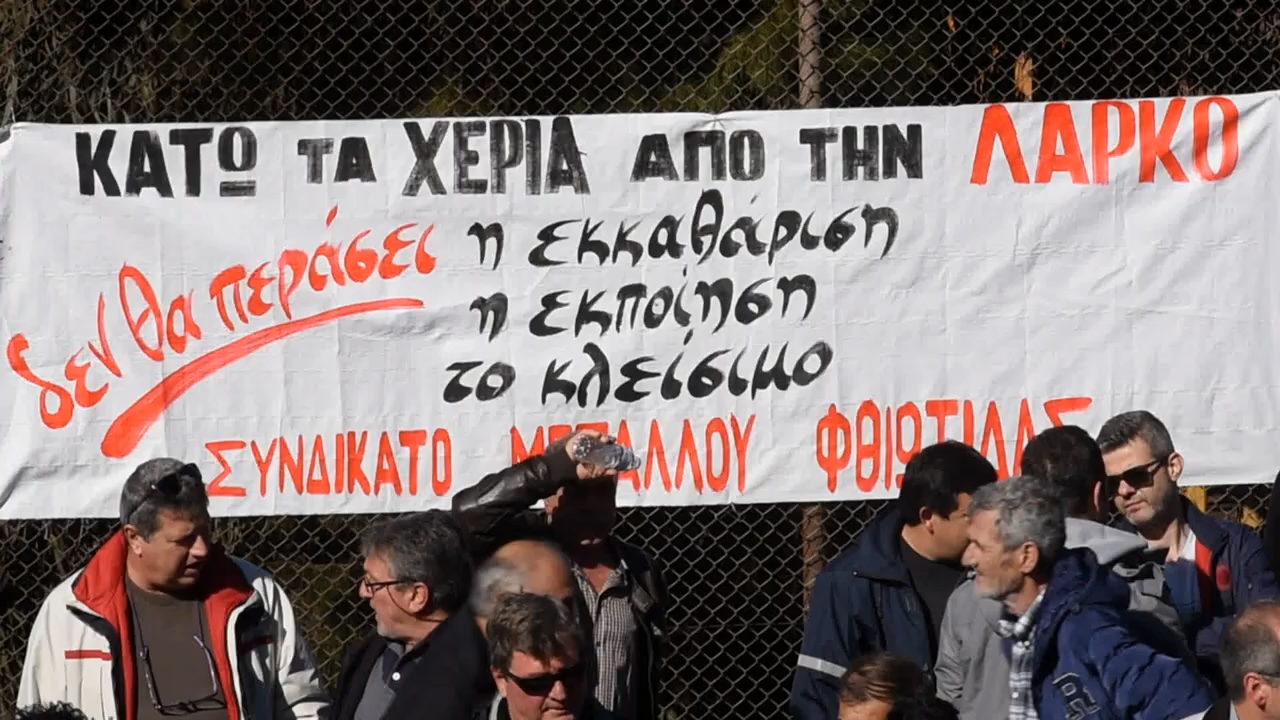 ΚΑΤΩ ΤΑ ΧΕΡΙΑ ΑΠΟ ΤΗΝ ΛΑΡΚΟ
δεν θα περάσει η εκκαθάριση
η εκποίηση
το κλείσιμο
ΣΥΝΔΙΚΑΤΟ ΜΕΤΑΛΛΟΥ ΦΘΙΩΤΙΔΑΣ